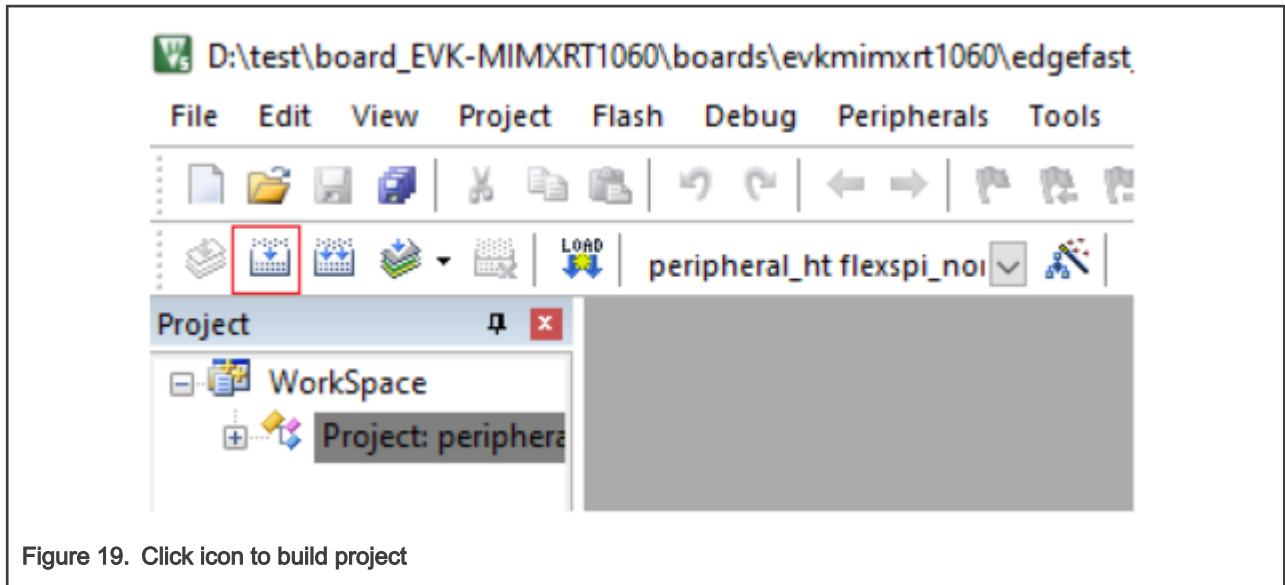 D:\test\board_EVK-MIMXRT1060\boards\evkmimxrt1060\edgefast_
File Edit View Project Flash Debug Peripherals Tools
LOAD
peripheral_ht flexspi_nor
Project
WorkSpace
Project: periphera
Figure 19. Click icon to build project